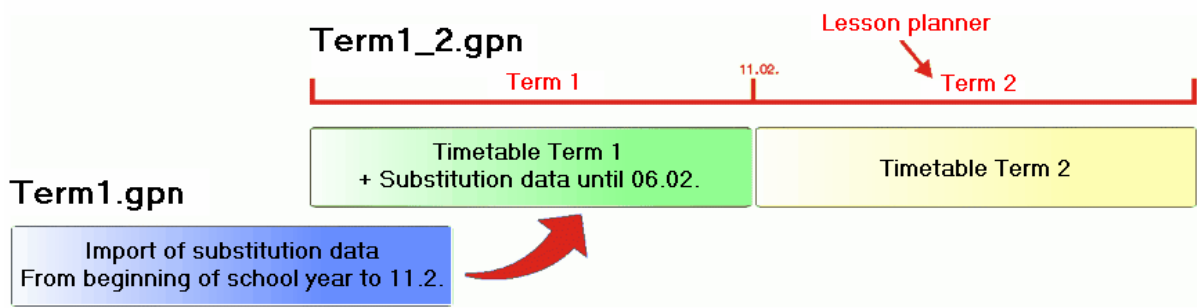 Lesson planner
Term1_2.gpn
11.02.
Term 1
Term 2
Timetable Term 1
+ Substitution data until 06.02.
Timetable Term 2
Term1.gpn
Import of substitution data
From beginning of school year to 11.2.